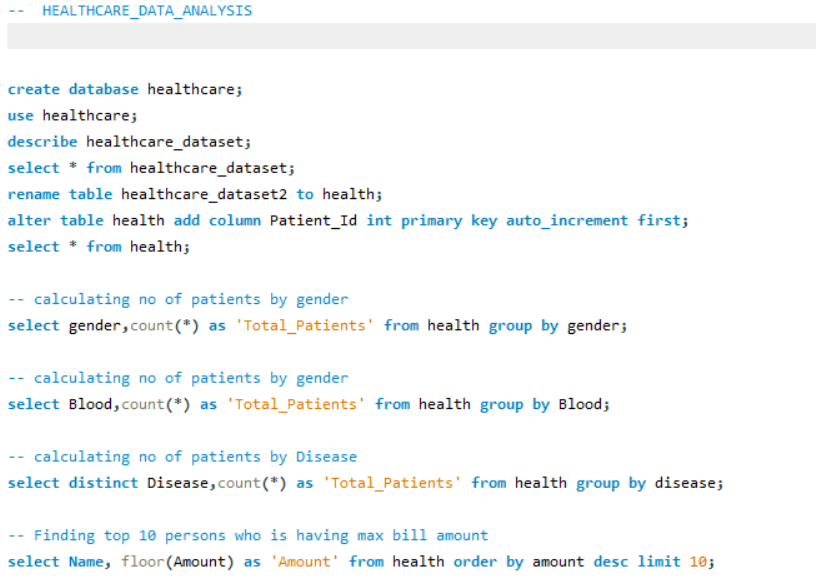 -- HEALTHCARE_DATA_ANALYSIS
create database healthcare;
use healthcare;
describe healthcare_dataset;
select * from healthcare_dataset;
rename table healthcare_dataset2 to health;
alter table health add column Patient_Id int primary key auto_increment first;
select * from health;
-- calculating no of patients by gender
select gender,count(*) as 'Total_Patients' from health group by gender;
-- calculating no of patients by gender
select Blood,count(*) as 'Total_Patients' from health group by Blood;
-- calculating no of patients by Disease
select distinct Disease,count(*) as 'Total_Patients' from health group by disease;
-- Finding top 10 persons who is having max bill amount
select Name, floor(Amount) as 'Amount' from health order by amount desc limit 10;